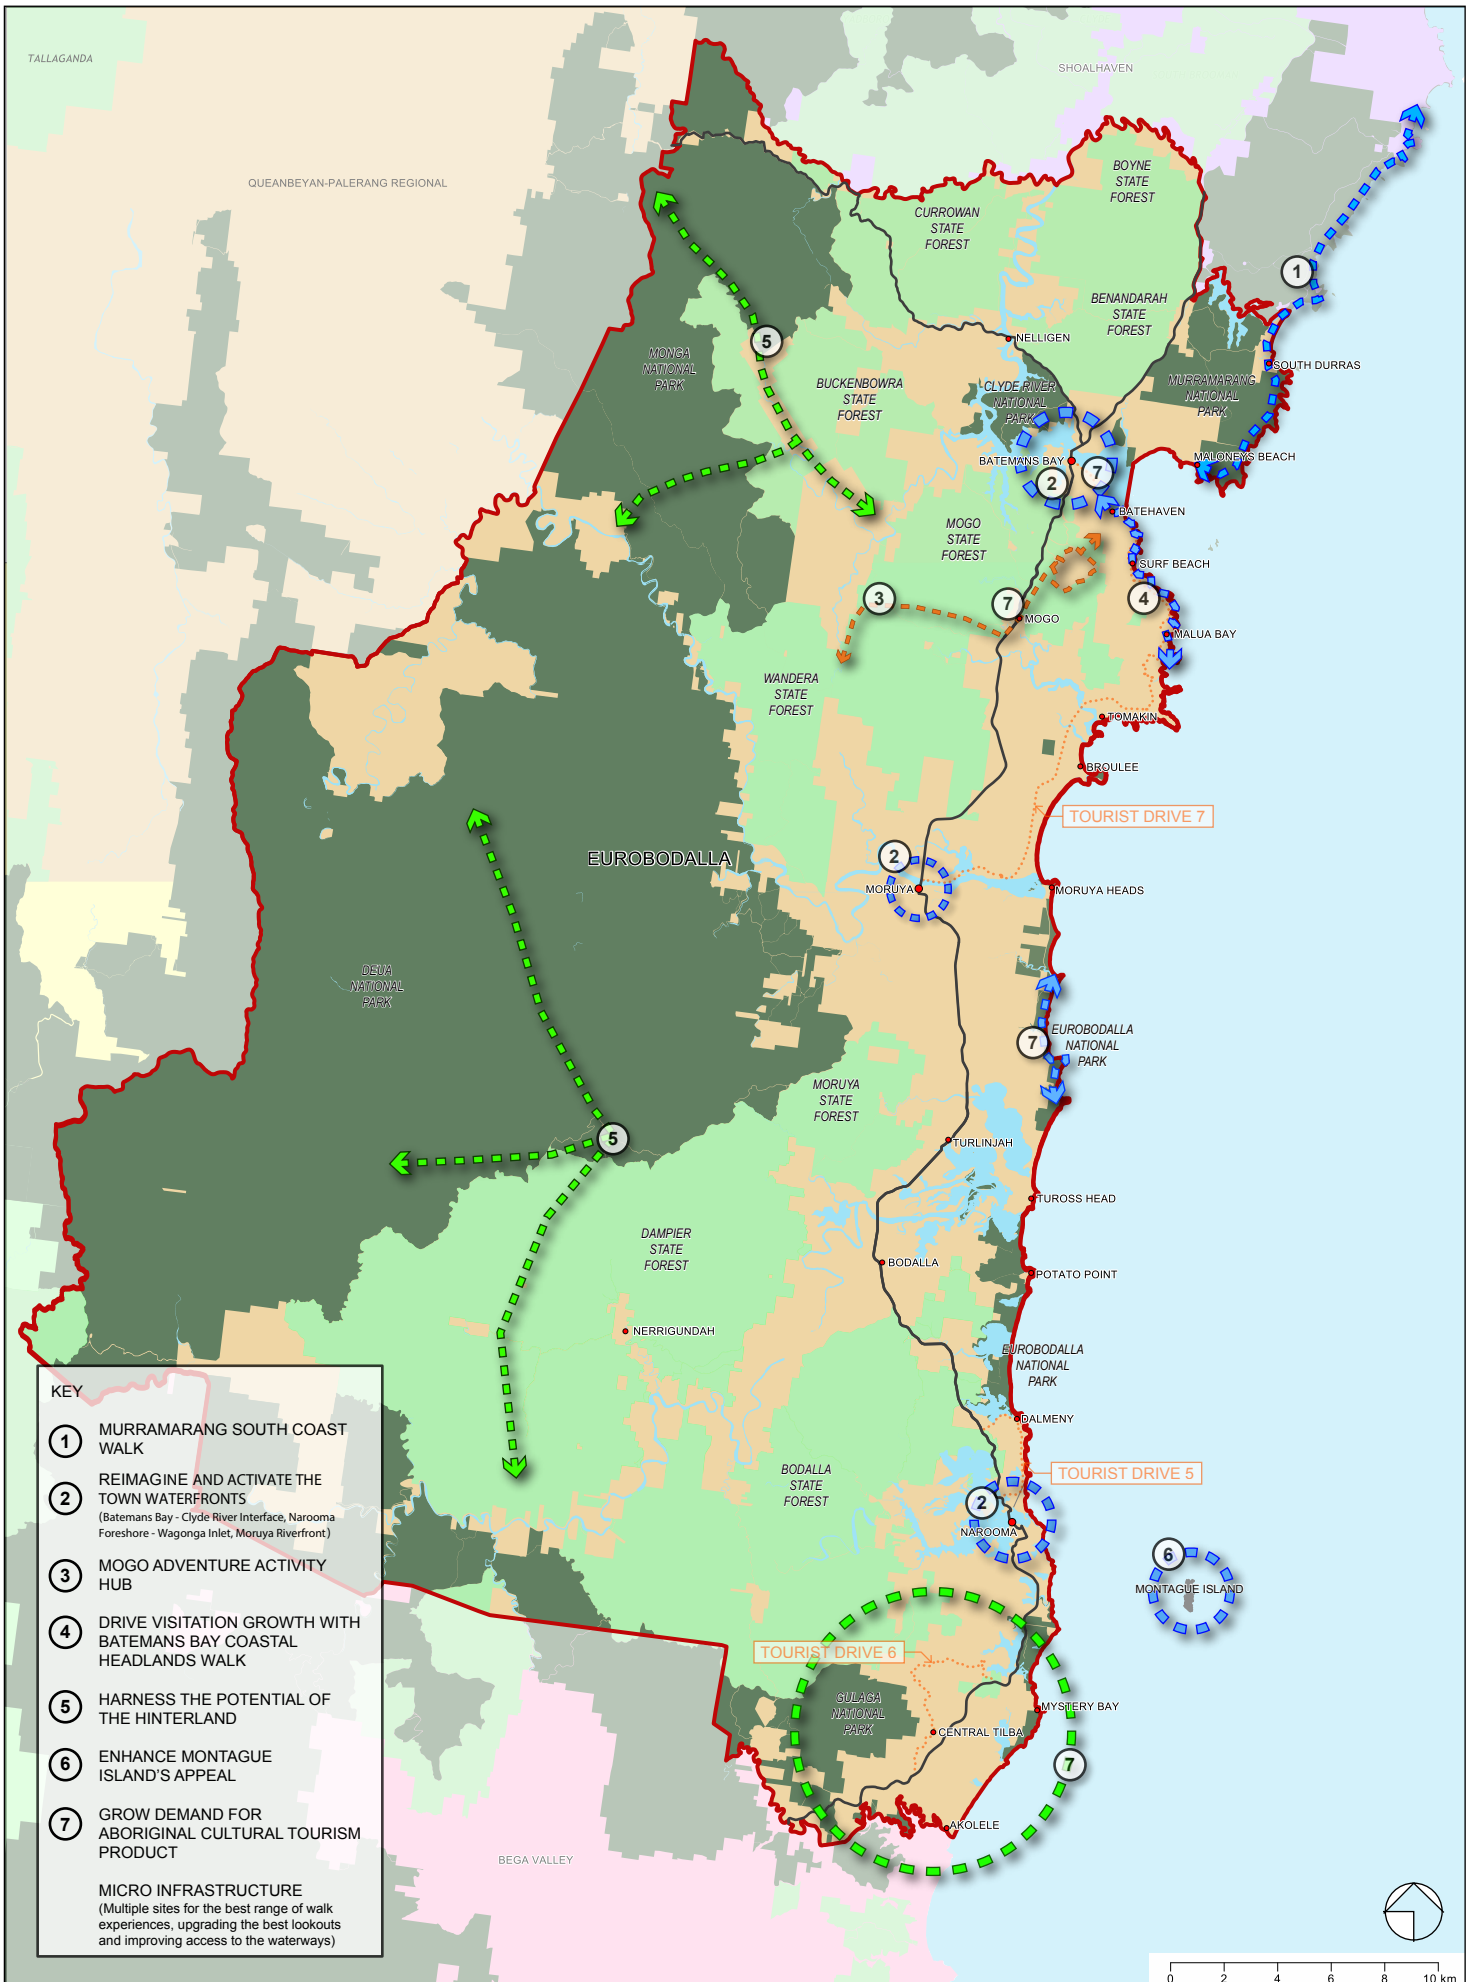 TALLAGANDA
SHOALHAVEN
QUEANBEYAN-PALERANG REGIONAL
BOYNE
STATE
FOREST
CURROWAN
STATE
FOREST
1
BENANDARAH
STATE
FOREST
5
NELLIGEN
MONGA
NATIONAL
PARK
SOUTH DURRAS
BUCKENBOWRA
STATE
FOREST
CLYDE RIVER
NATIONAL
PARK
MURRAMARANG
NATIONAL
PARK
BATEMANS BAY
MALONEYS BEACH
2
7
BATEHAVEN
MOGO
STATE
FOREST
SURF BEACH
3
7
4
MOGO
MALUA BAY
WANDERA
STATE
FOREST
TOMAKIN
BROULEE
TOURIST DRIVE 7
EUROBODALLA
2
MORUYA
MORUYA HEADS
DEUA
NATIONAL
PARK
7
EUROBODALLA
NATIONAL
PARK
MORUYA
STATE
FOREST
5
TURLINJAH
TUROSS HEAD
DAMPIER
STATE
FOREST
BODALLA
POTATO POINT
NERRIGUNDAH
EUROBODALLA
NATIONAL
PARK
DALMENY
BODALLA
STATE
FOREST
TOURIST DRIVE 5
2
NAROOMA
6
MONTAGUE ISLAND
TOURIST DRIVE 6
GULAGA
NATIONAL
PARK
MYSTERY BAY
CENTRAL TILBA
7
AKOLELE
BEGA VALLEY
KEY
1 MURRAMARANG SOUTH COAST
WALK
2 REIMAGINE AND ACTIVATE THE
TOWN WATERFRONTS
(Batemans Bay - Clyde River Interface, Narooma
Foreshore - Wagonga Inlet, Moruya Riverfront)
3 MOGO ADVENTURE ACTIVITY
HUB
4 DRIVE VISITATION GROWTH WITH
BATEMANS BAY COASTAL
HEADLANDS WALK
5 HARNESS THE POTENTIAL OF
THE HINTERLAND
6 ENHANCE MONTAGUE
ISLAND'S APPEAL
7 GROW DEMAND FOR
ABORIGINAL CULTURAL TOURISM
PRODUCT
MICRO INFRASTRUCTURE
(Multiple sites for the best range of walk
experiences, upgrading the best lookouts
and improving access to the waterways)
0 2 4 6 8 10 km